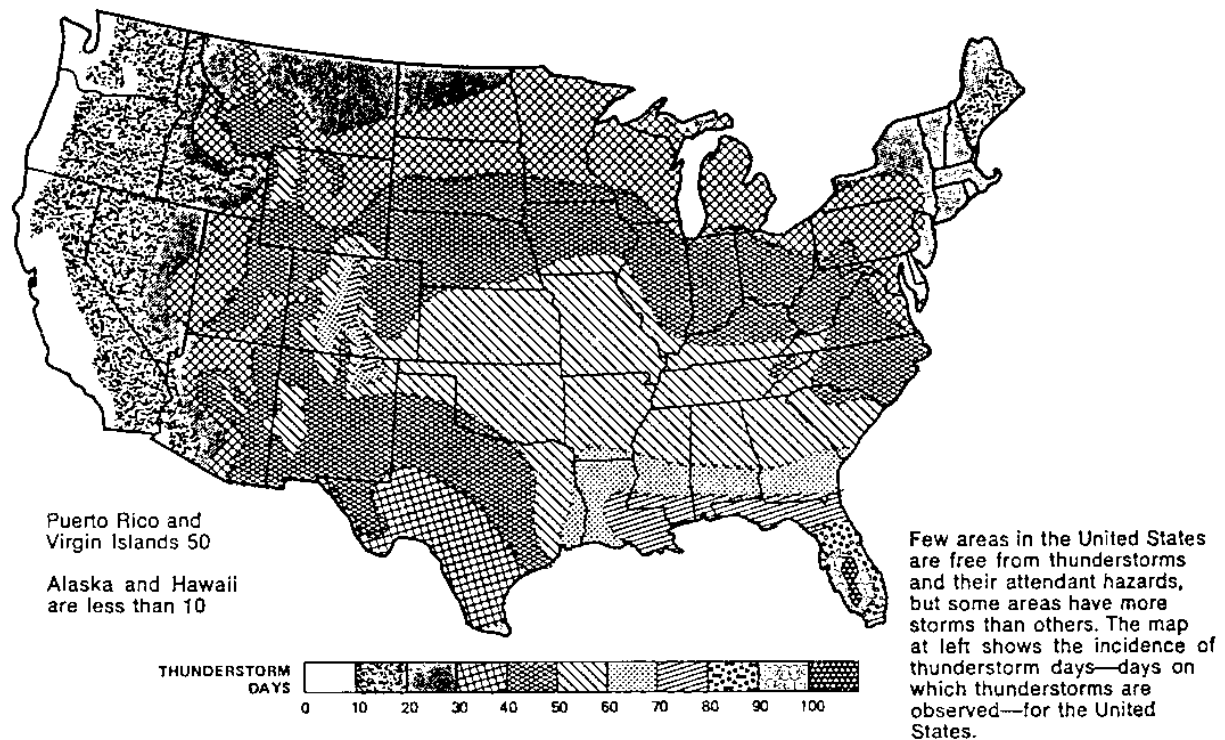 Puerto Rico and
Virgin Islands 50
Alaska and Hawaii
are less than 10
Few areas in the United States
are free from thunderstorms
and their attendant hazards,
but some areas have more
storms than others. The map
at left shows the incidence of
thunderstorm days—days on
which thunderstorms are
observed—for the United
States.
THUNDERSTORM
DAYS
0 10 20 30 40 50 60 70 80 90 100